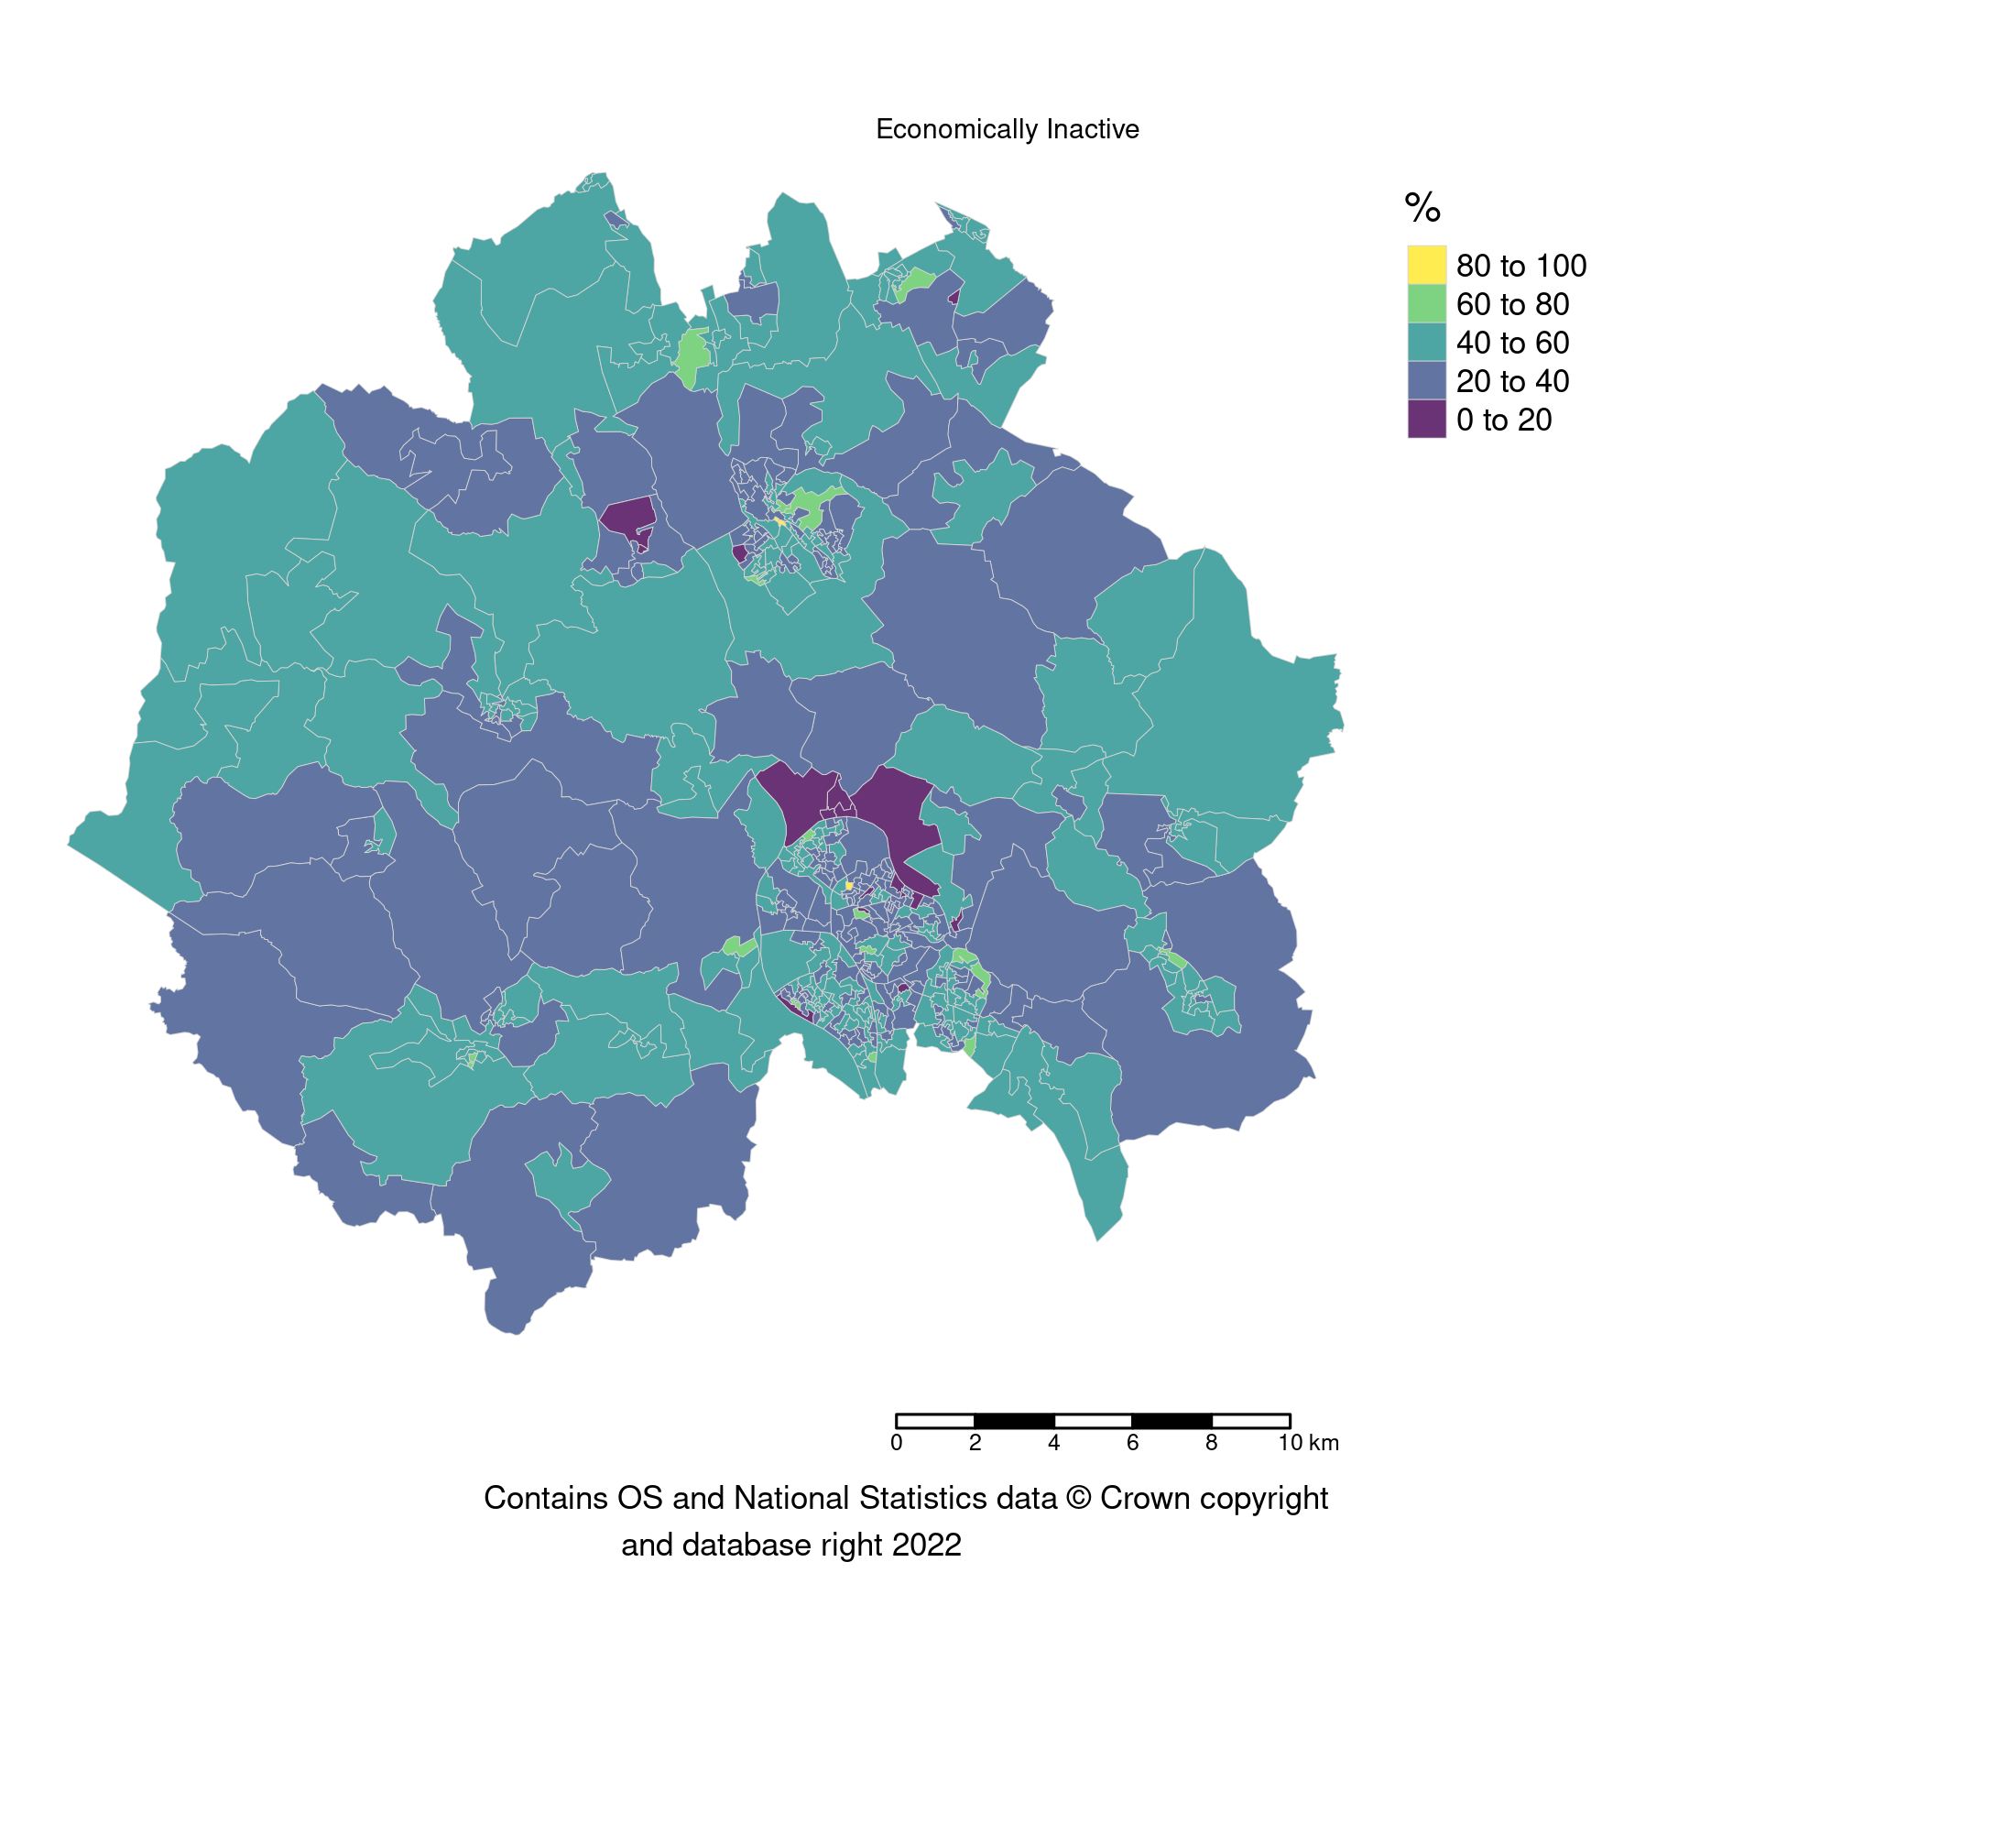 Economically Inactive
%
80 to 100
60 to 80
40 to 60
20 to 40
0 to 20
0 2 4 6 8 10 km
Contains OS and National Statistics data © Crown copyright
and database right 2022